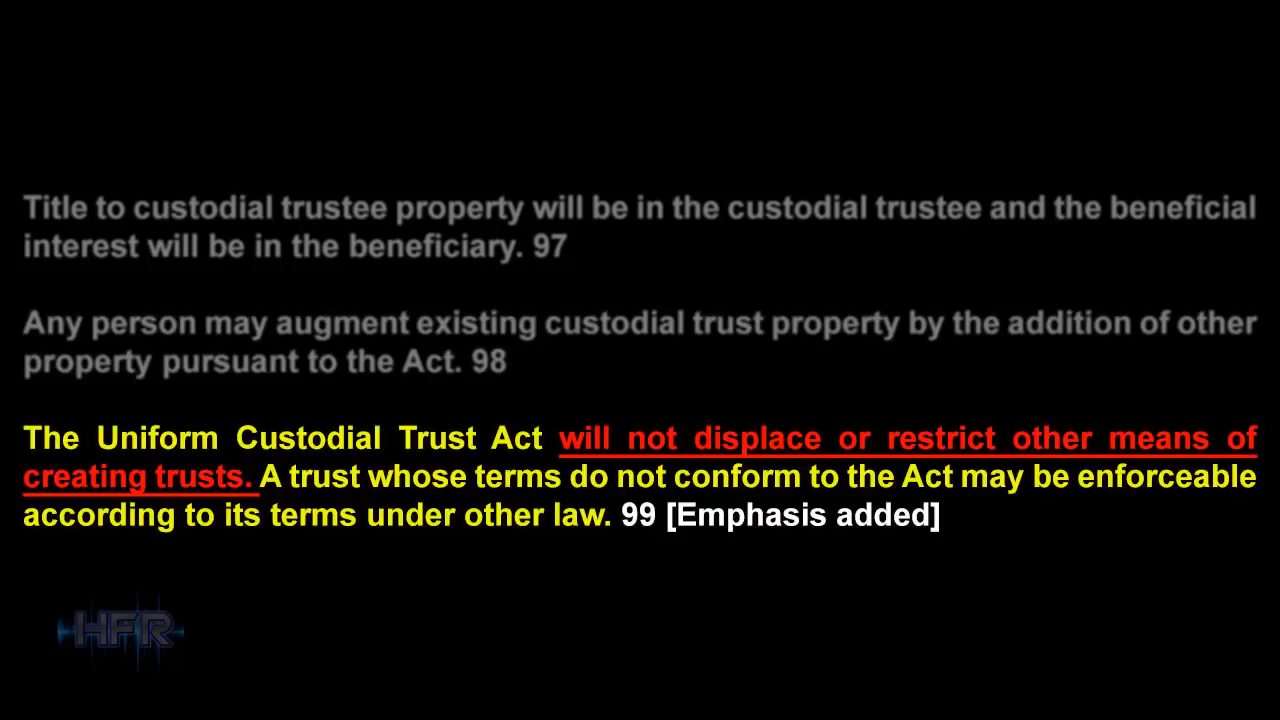 Title to custodial trustee property will be in the custodial trustee and the beneficial
interest will be in the beneficiary. 97
Any person may augment existing custodial trust property by the addition of other
property pursuant to the Act. 98
The Uniform Custodial Trust Act will not displace or restrict other means of
creating trusts. A trust whose terms do not conform to the Act may be enforceable
according to its terms under other law. 99 [Emphasis added]
HFR